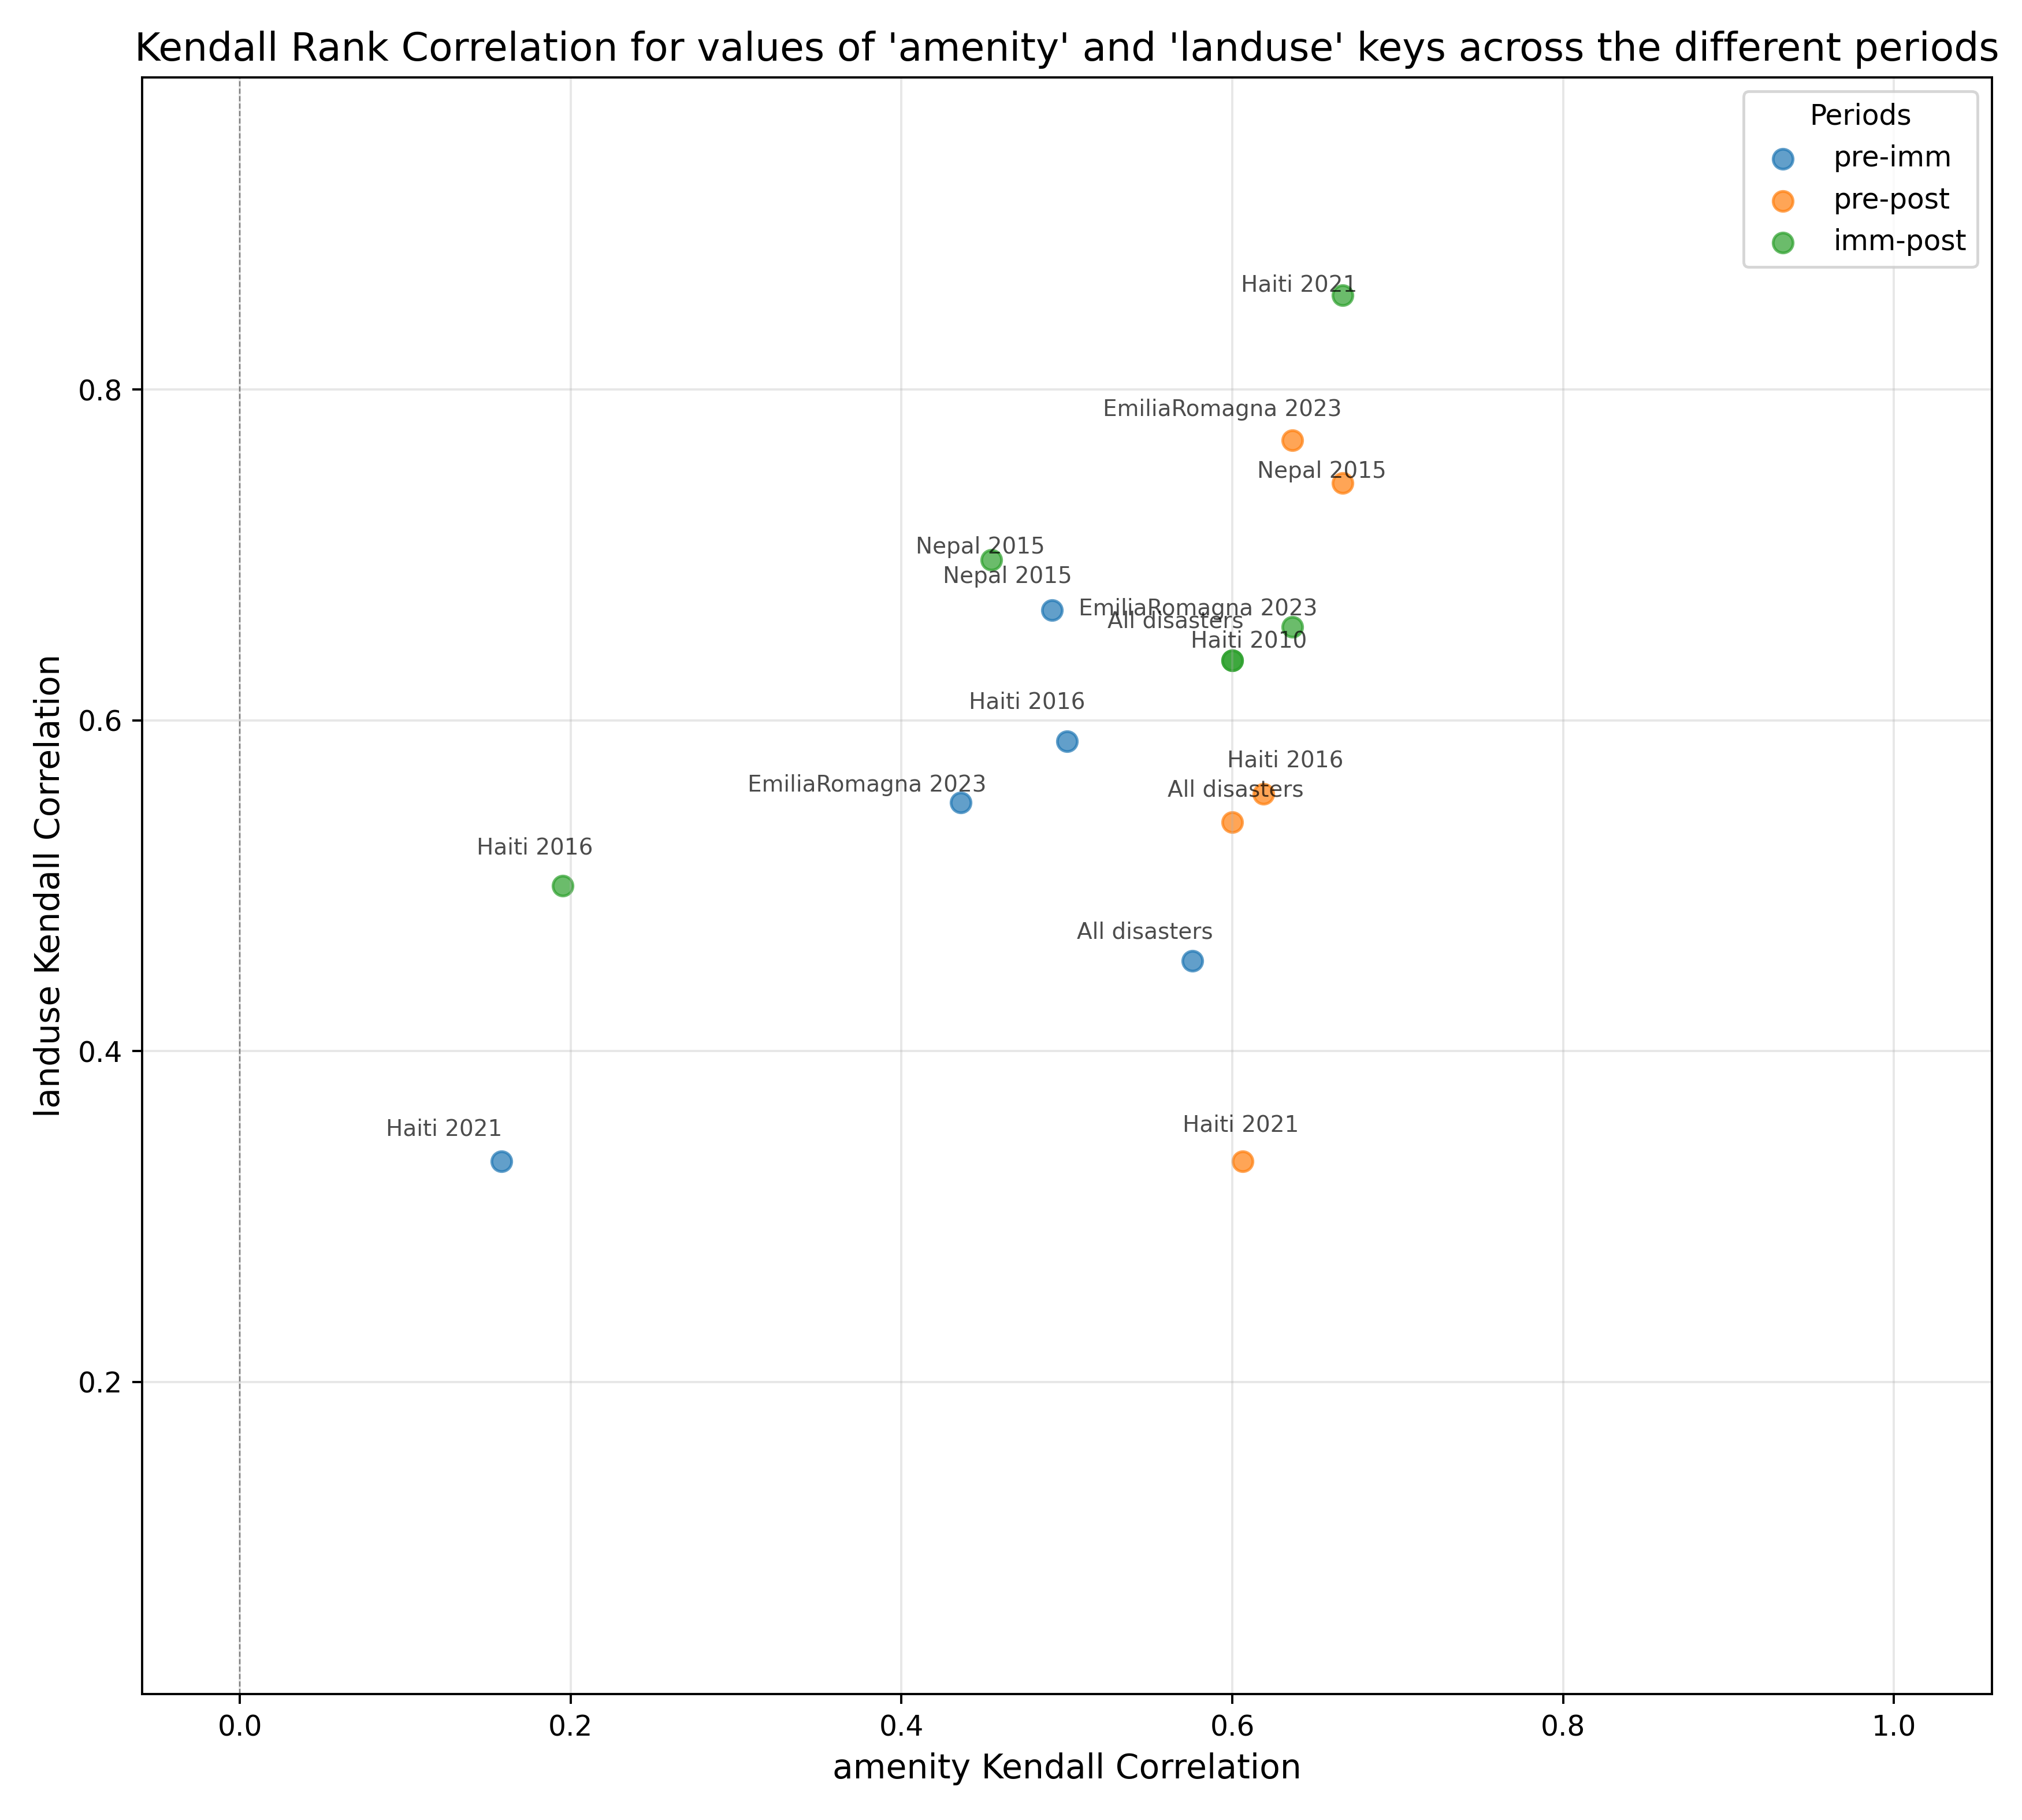 Kendall Rank Correlation for values of 'amenity' and 'landuse' keys across the different periods
Periods
pre-imm
pre-post
imm-post
Haiti 2021
EmiliaRomagna 2023
Nepal 2015
Nepal 2015
Nepal 2015
EmiliaRomagna 2023
All disasters
Haiti 2010
Haiti 2016
Haiti 2016
EmiliaRomagna 2023
All disasters
Haiti 2016
All disasters
Haiti 2021
Haiti 2021
0.8
0.6
0.4
0.2
landuse Kendall Correlation
0.0
0.2
0.4
0.6
0.8
1.0
amenity Kendall Correlation